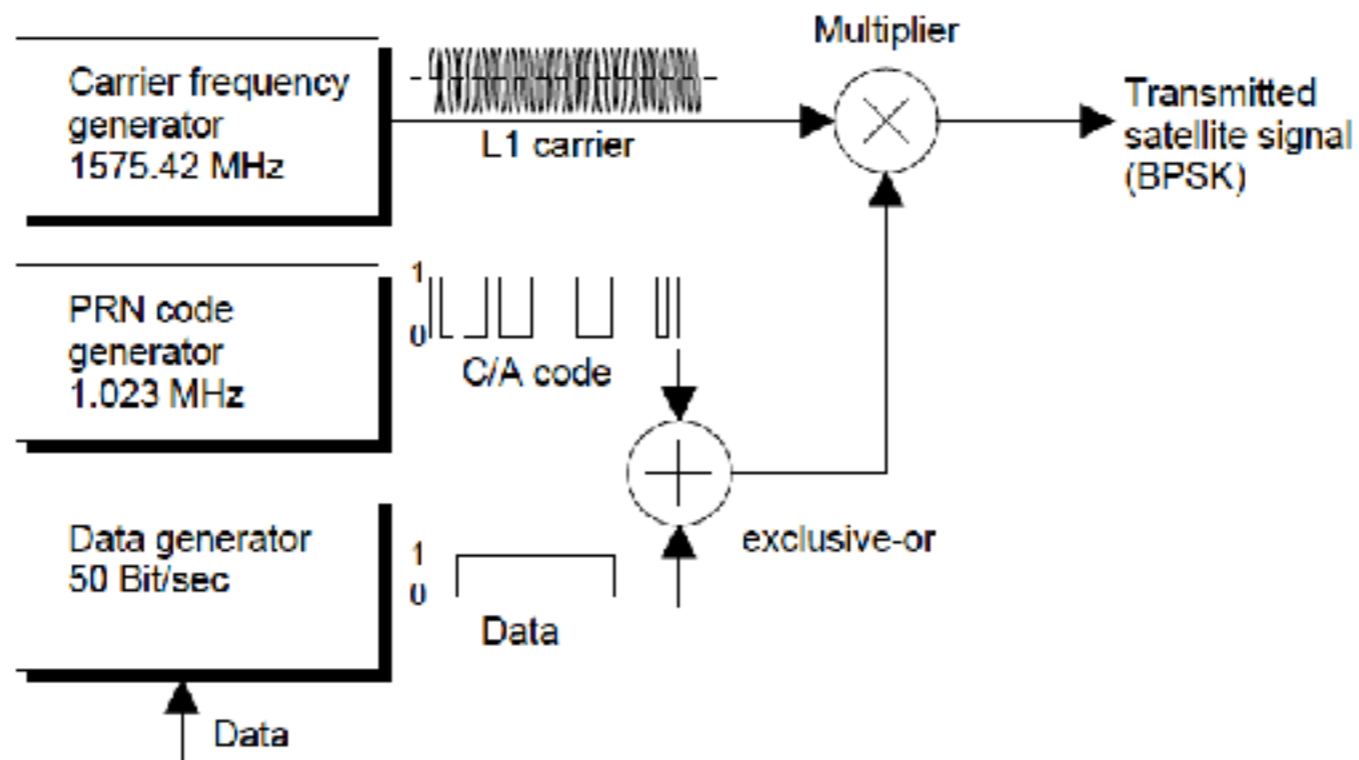 Multiplier
Carrier frequency
generator
1575.42 MHz
L1 carrier
Transmitted
satellite signal
(BPSK)
PRN code
generator
1.023 MHz
1
0
C/A code
exclusive-or
Data generator
50 Bit/sec
1
0
Data
Data